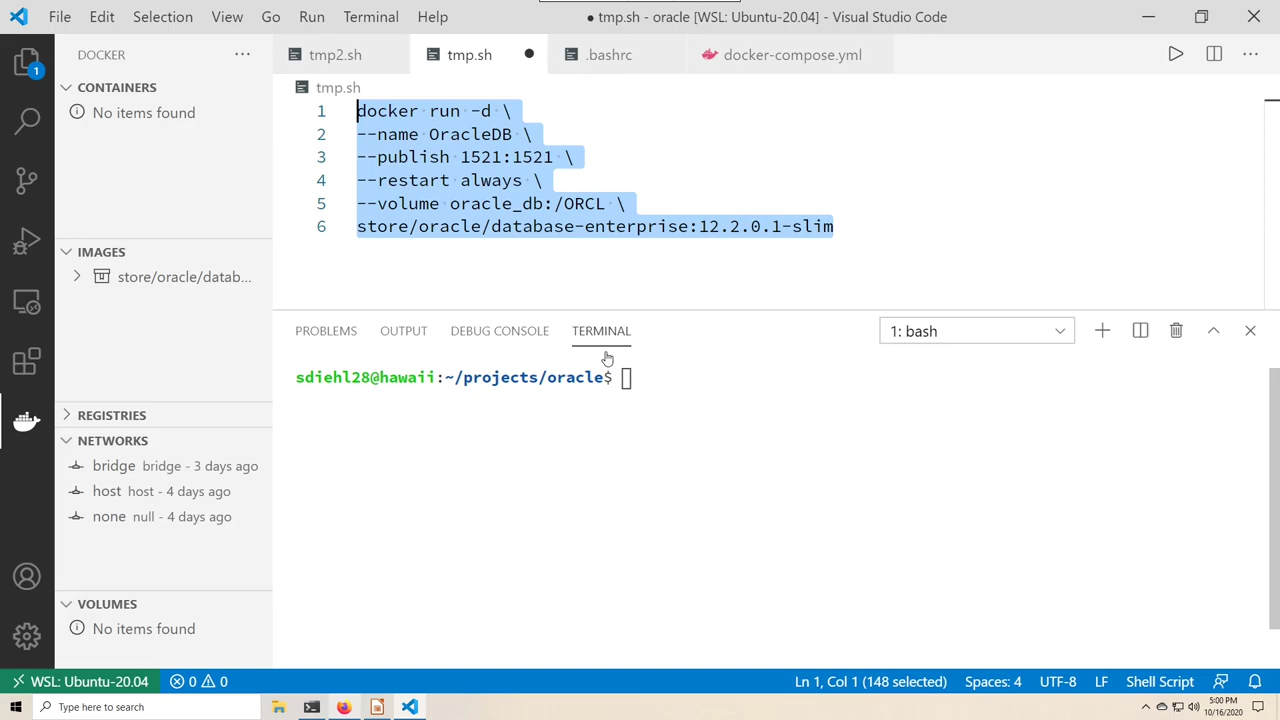 File Edit Selection View Go Run Terminal Help
● tmp.sh - oracle [WSL: Ubuntu-20.04] - Visual Studio Code
DOCKER ···
tmp2.sh tmp.sh ● .bashrc docker-compose.yml ···
1
CONTAINERS
No items found
tmp.sh
1 docker run -d \
2 --name OracleDB \
3 --publish 1521:1521 \
4 --restart always \
5 --volume oracle_db:/ORCL \
6 store/oracle/database-enterprise:12.2.0.1-slim
IMAGES
store/oracle/datab...
PROBLEMS OUTPUT DEBUG CONSOLE TERMINAL 1: bash
sdiehl28@hawaii:~/projects/oracle$
REGISTRIES
NETWORKS
bridge bridge - 3 days ago
host host - 4 days ago
none null - 4 days ago
VOLUMES
No items found
WSL: Ubuntu-20.04 0 0 Ln 1, Col 1 (148 selected) Spaces: 4 UTF-8 LF Shell Script
Type here to search
5:00 PM
10/16/2020